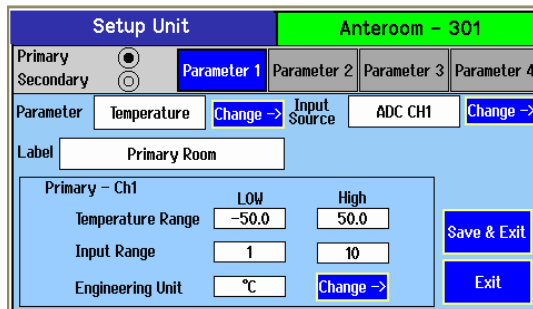 Setup Unit
Anteroom - 301
Primary
Secondary
Parameter 1
Parameter 2
Parameter 3
Parameter 4
Parameter
Temperature
Change ->
Input Source
ADC CH1
Change ->
Label
Primary Room
Primary - Ch1
LOW
High
Temperature Range
-50.0
50.0
Input Range
1
10
Engineering Unit
°C
Change ->
Save & Exit
Exit